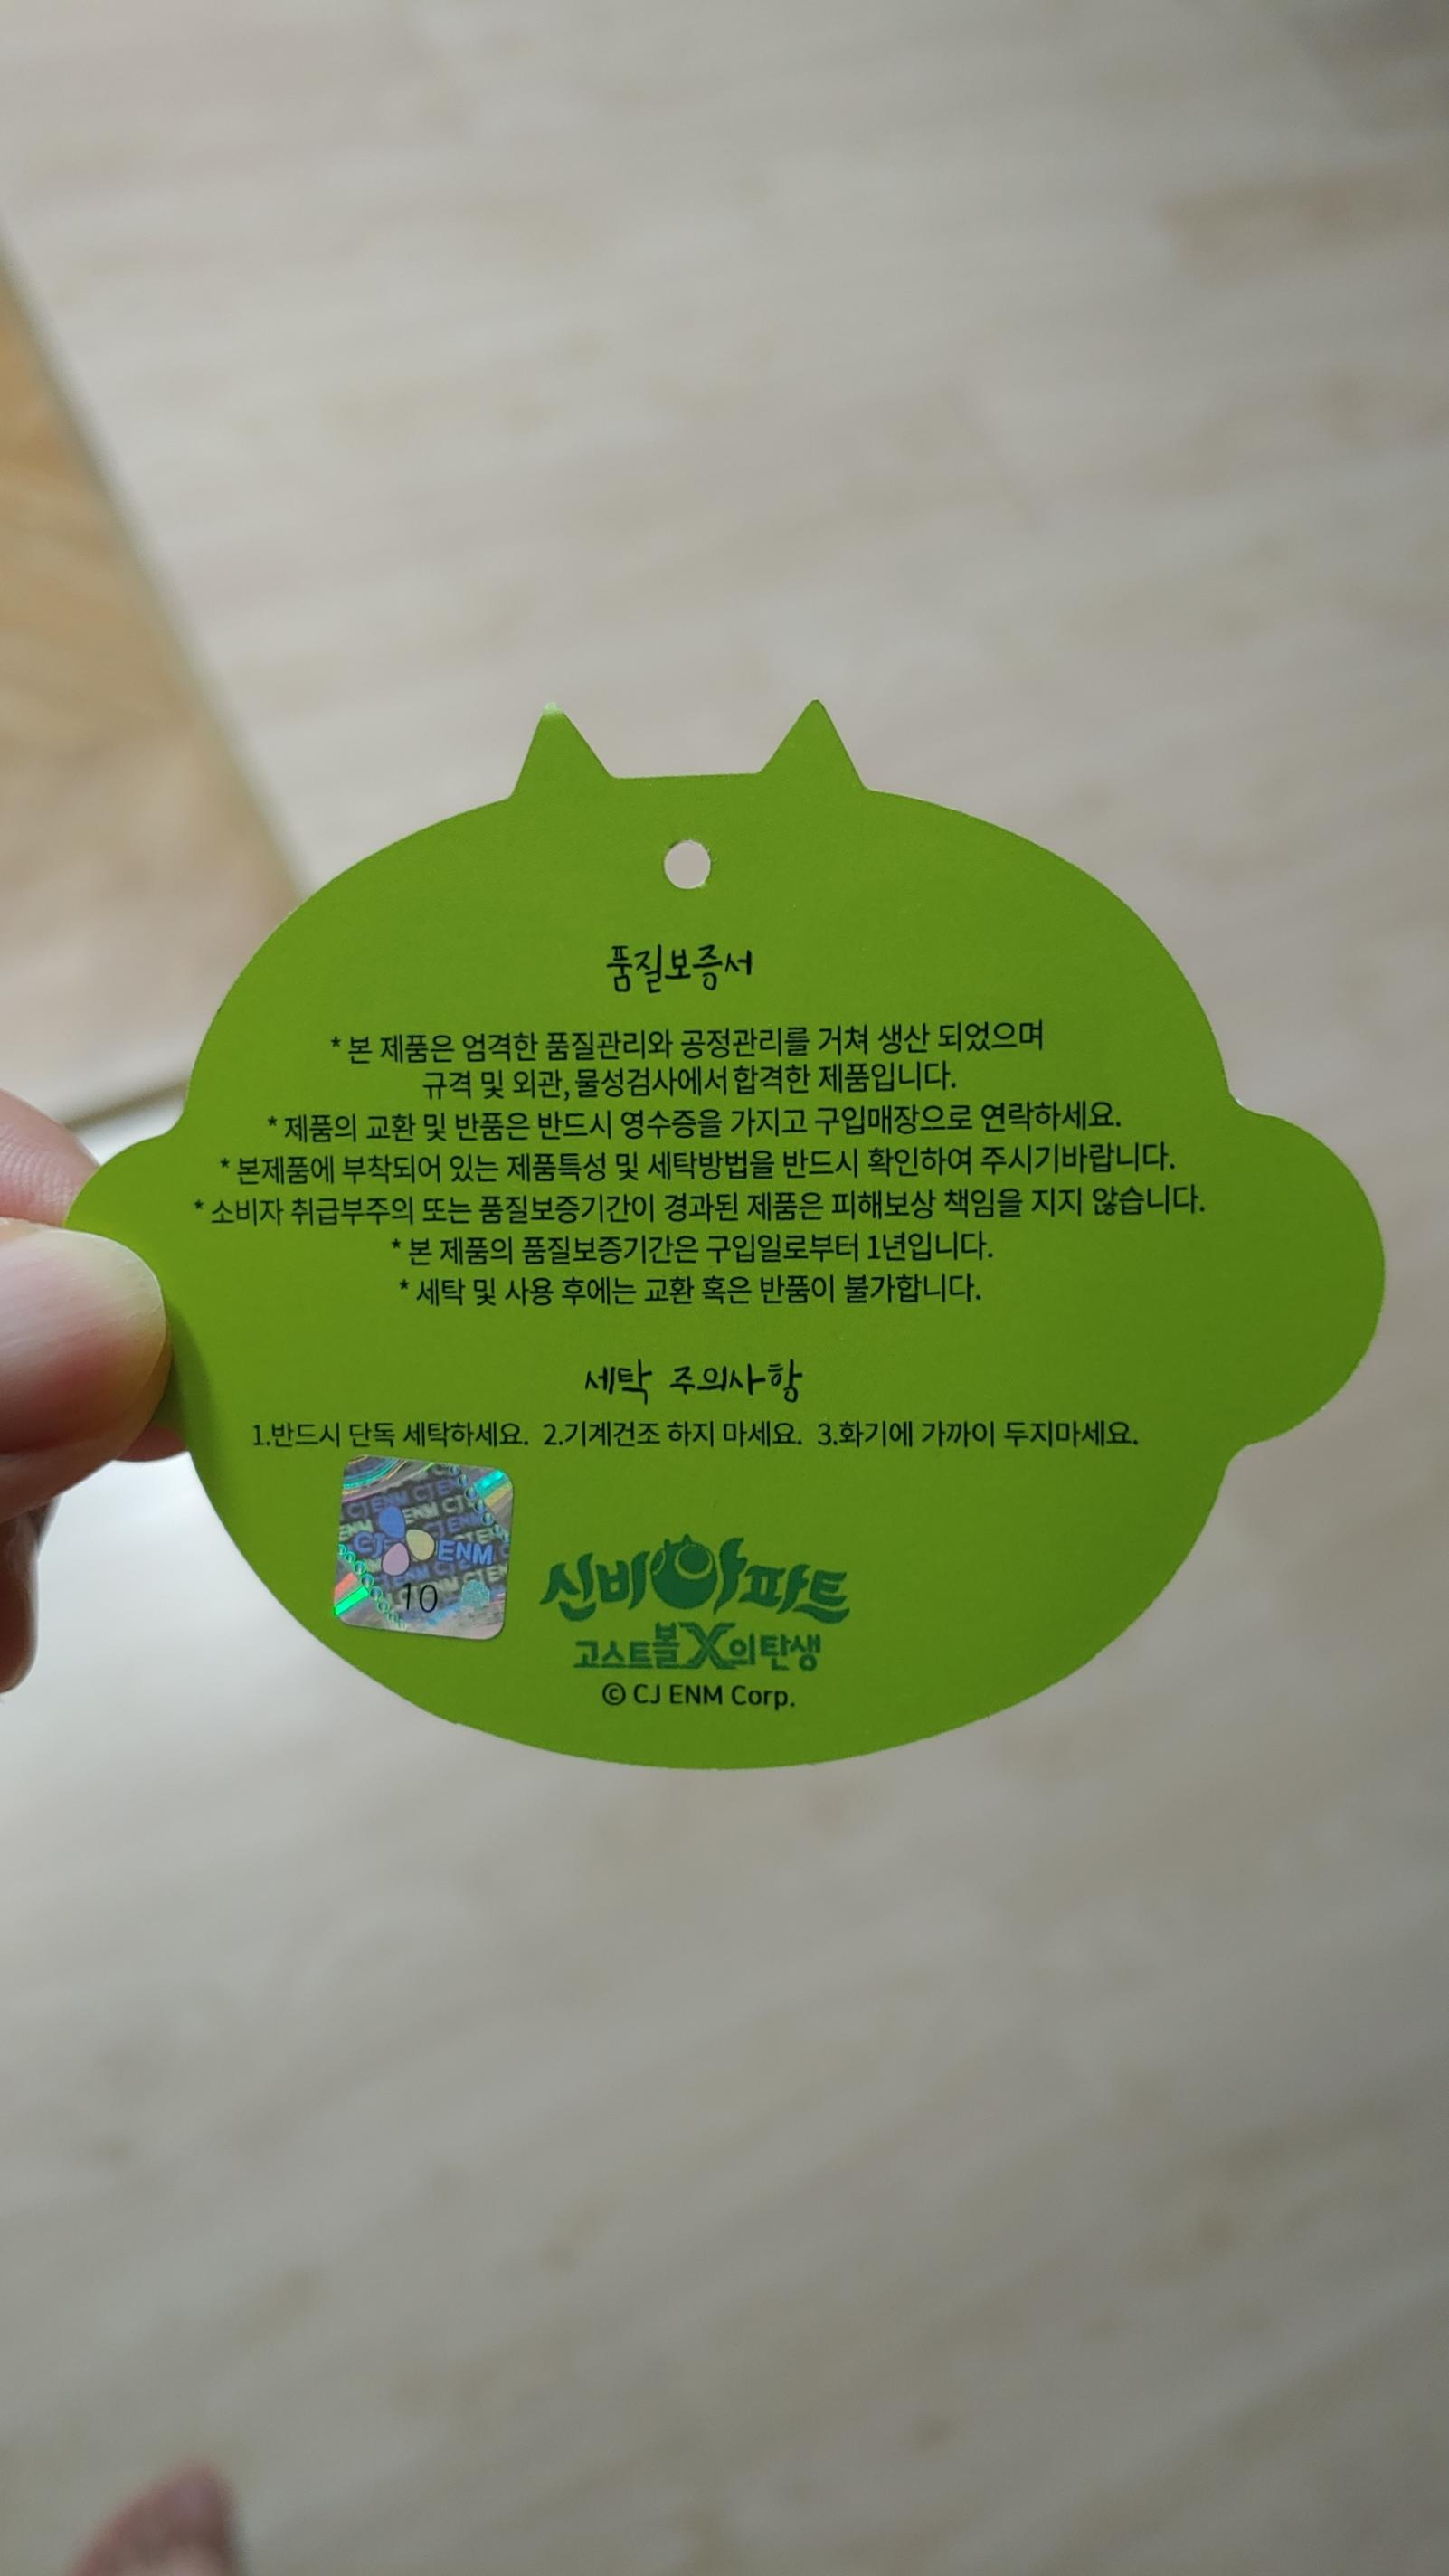 품질보증서
* 본 제품은 엄격한 품질관리와 공정관리를 거쳐 생산 되었으며
규격 및 외관, 물성검사에서 합격한 제품입니다.
* 제품의 교환 및 반품은 반드시 영수증을 가지고 구입매장으로 연락하세요.
* 본제품에 부착되어 있는 제품특성 및 세탁방법을 반드시 확인하여 주시기바랍니다.
* 소비자 취급부주의 또는 품질보증기간이 경과된 제품은 피해보상 책임을 지지 않습니다.
* 본 제품의 품질보증기간은 구입일로부터 1년입니다.
* 세탁 및 사용 후에는 교환 혹은 반품이 불가합니다.
세탁 주의사항
1.반드시 단독 세탁하세요. 2.기계건조 하지 마세요. 3.화기에 가까이 두지마세요.
CJ ENM
10
신비아파트
고스트볼X의탄생
© CJ ENM Corp.